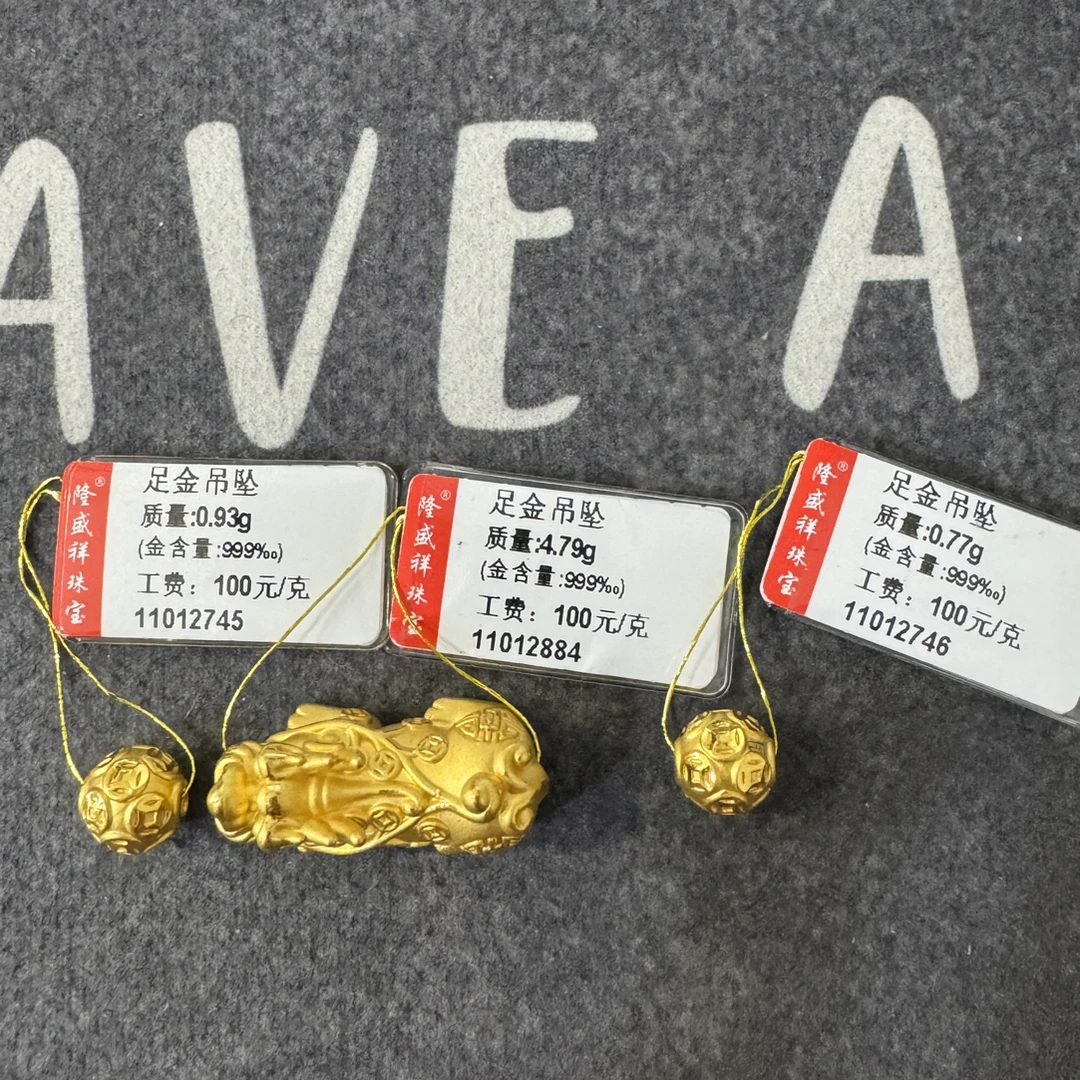 AVE A
隆盛祥珠宝®
足金吊坠
质量:0.93g
(金含量:999‰)
工费：100元/克
11012745
隆盛祥珠宝®
足金吊坠
质量:4.79g
(金含量:999‰)
工费：100元/克
11012884
隆盛祥珠宝®
足金吊坠
质量:0.77g
(金含量:999‰)
工费：100元/克
11012746